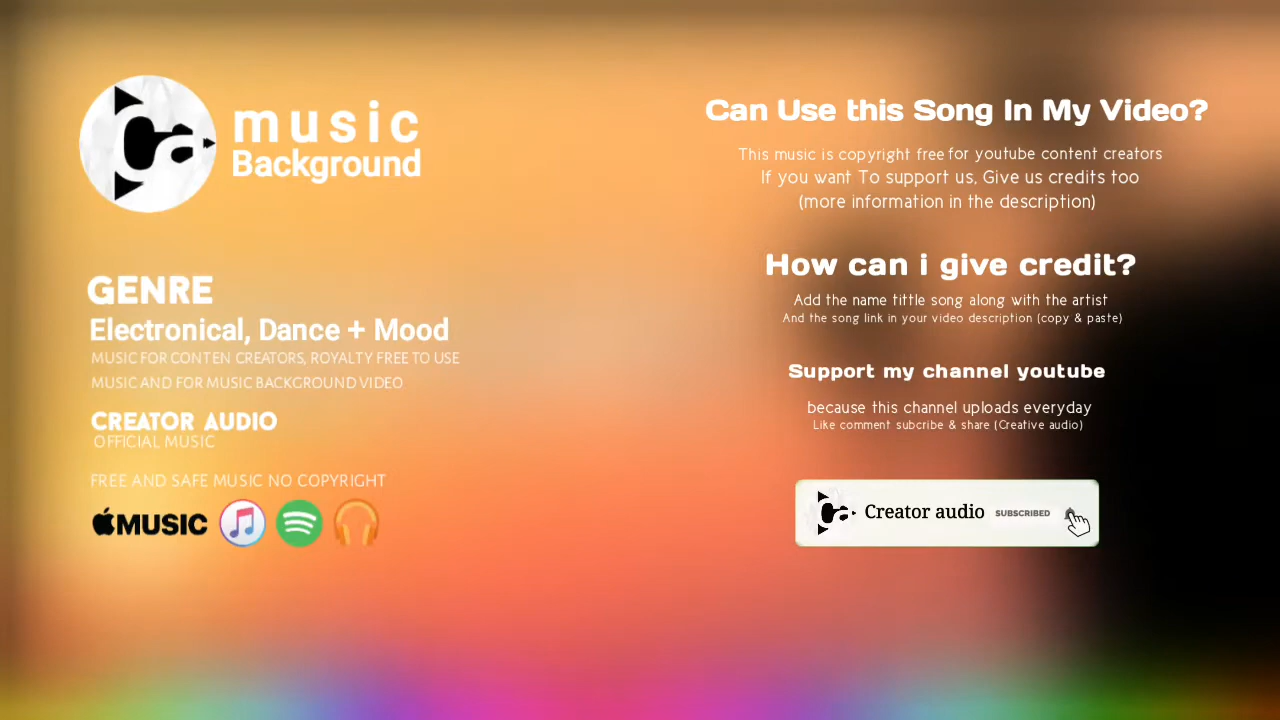 Ca
music
Background
GENRE
Electronical, Dance + Mood
MUSIC FOR CONTEN CREATORS, ROYALTY FREE TO USE
MUSIC AND FOR MUSIC BACKGROUND VIDEO
CREATOR AUDIO
OFFICIAL MUSIC
FREE AND SAFE MUSIC NO COPYRIGHT
MUSIC
Can Use this Song In My Video?
This music is copyright free for youtube content creators
If you want To support us, Give us credits too
(more information in the description)
How can i give credit?
Add the name tittle song along with the artist
And the song link in your video description (copy & paste)
Support my channel youtube
because this channel uploads everyday
Like comment subcribe & share (Creative audio)
Ca Creator audio SUBSCRIBED